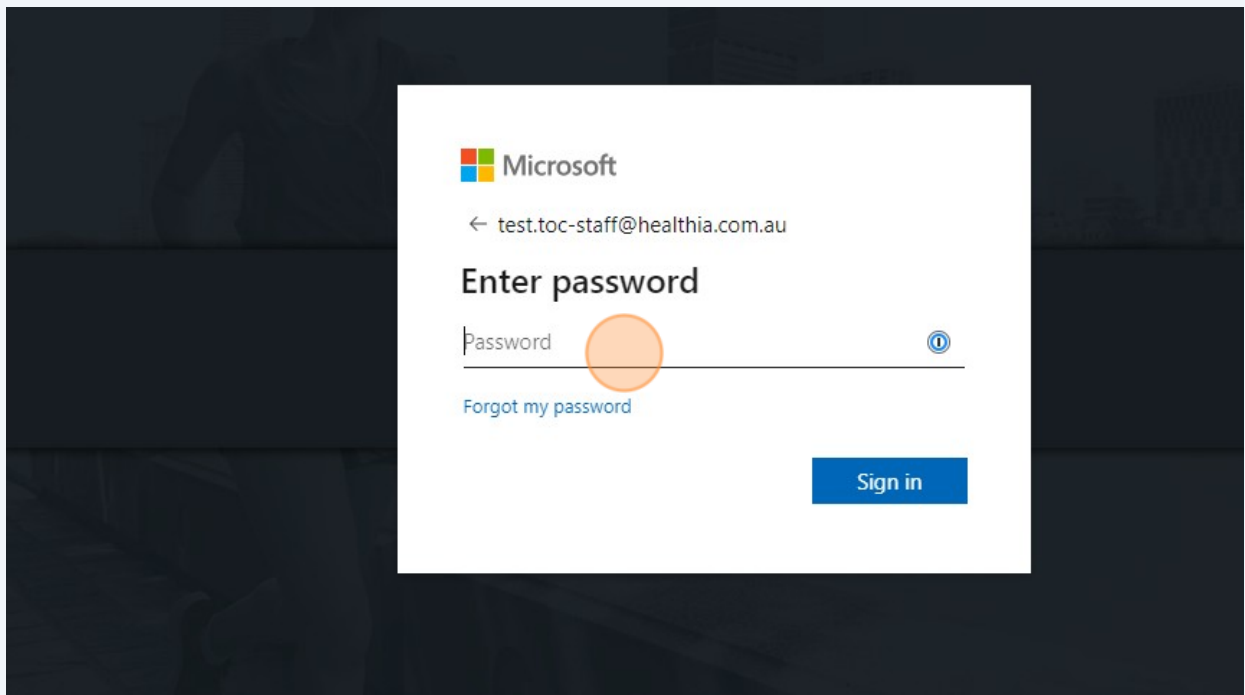 Microsoft
← test.toc-staff@healthia.com.au
Enter password
Password
Forgot my password
Sign in